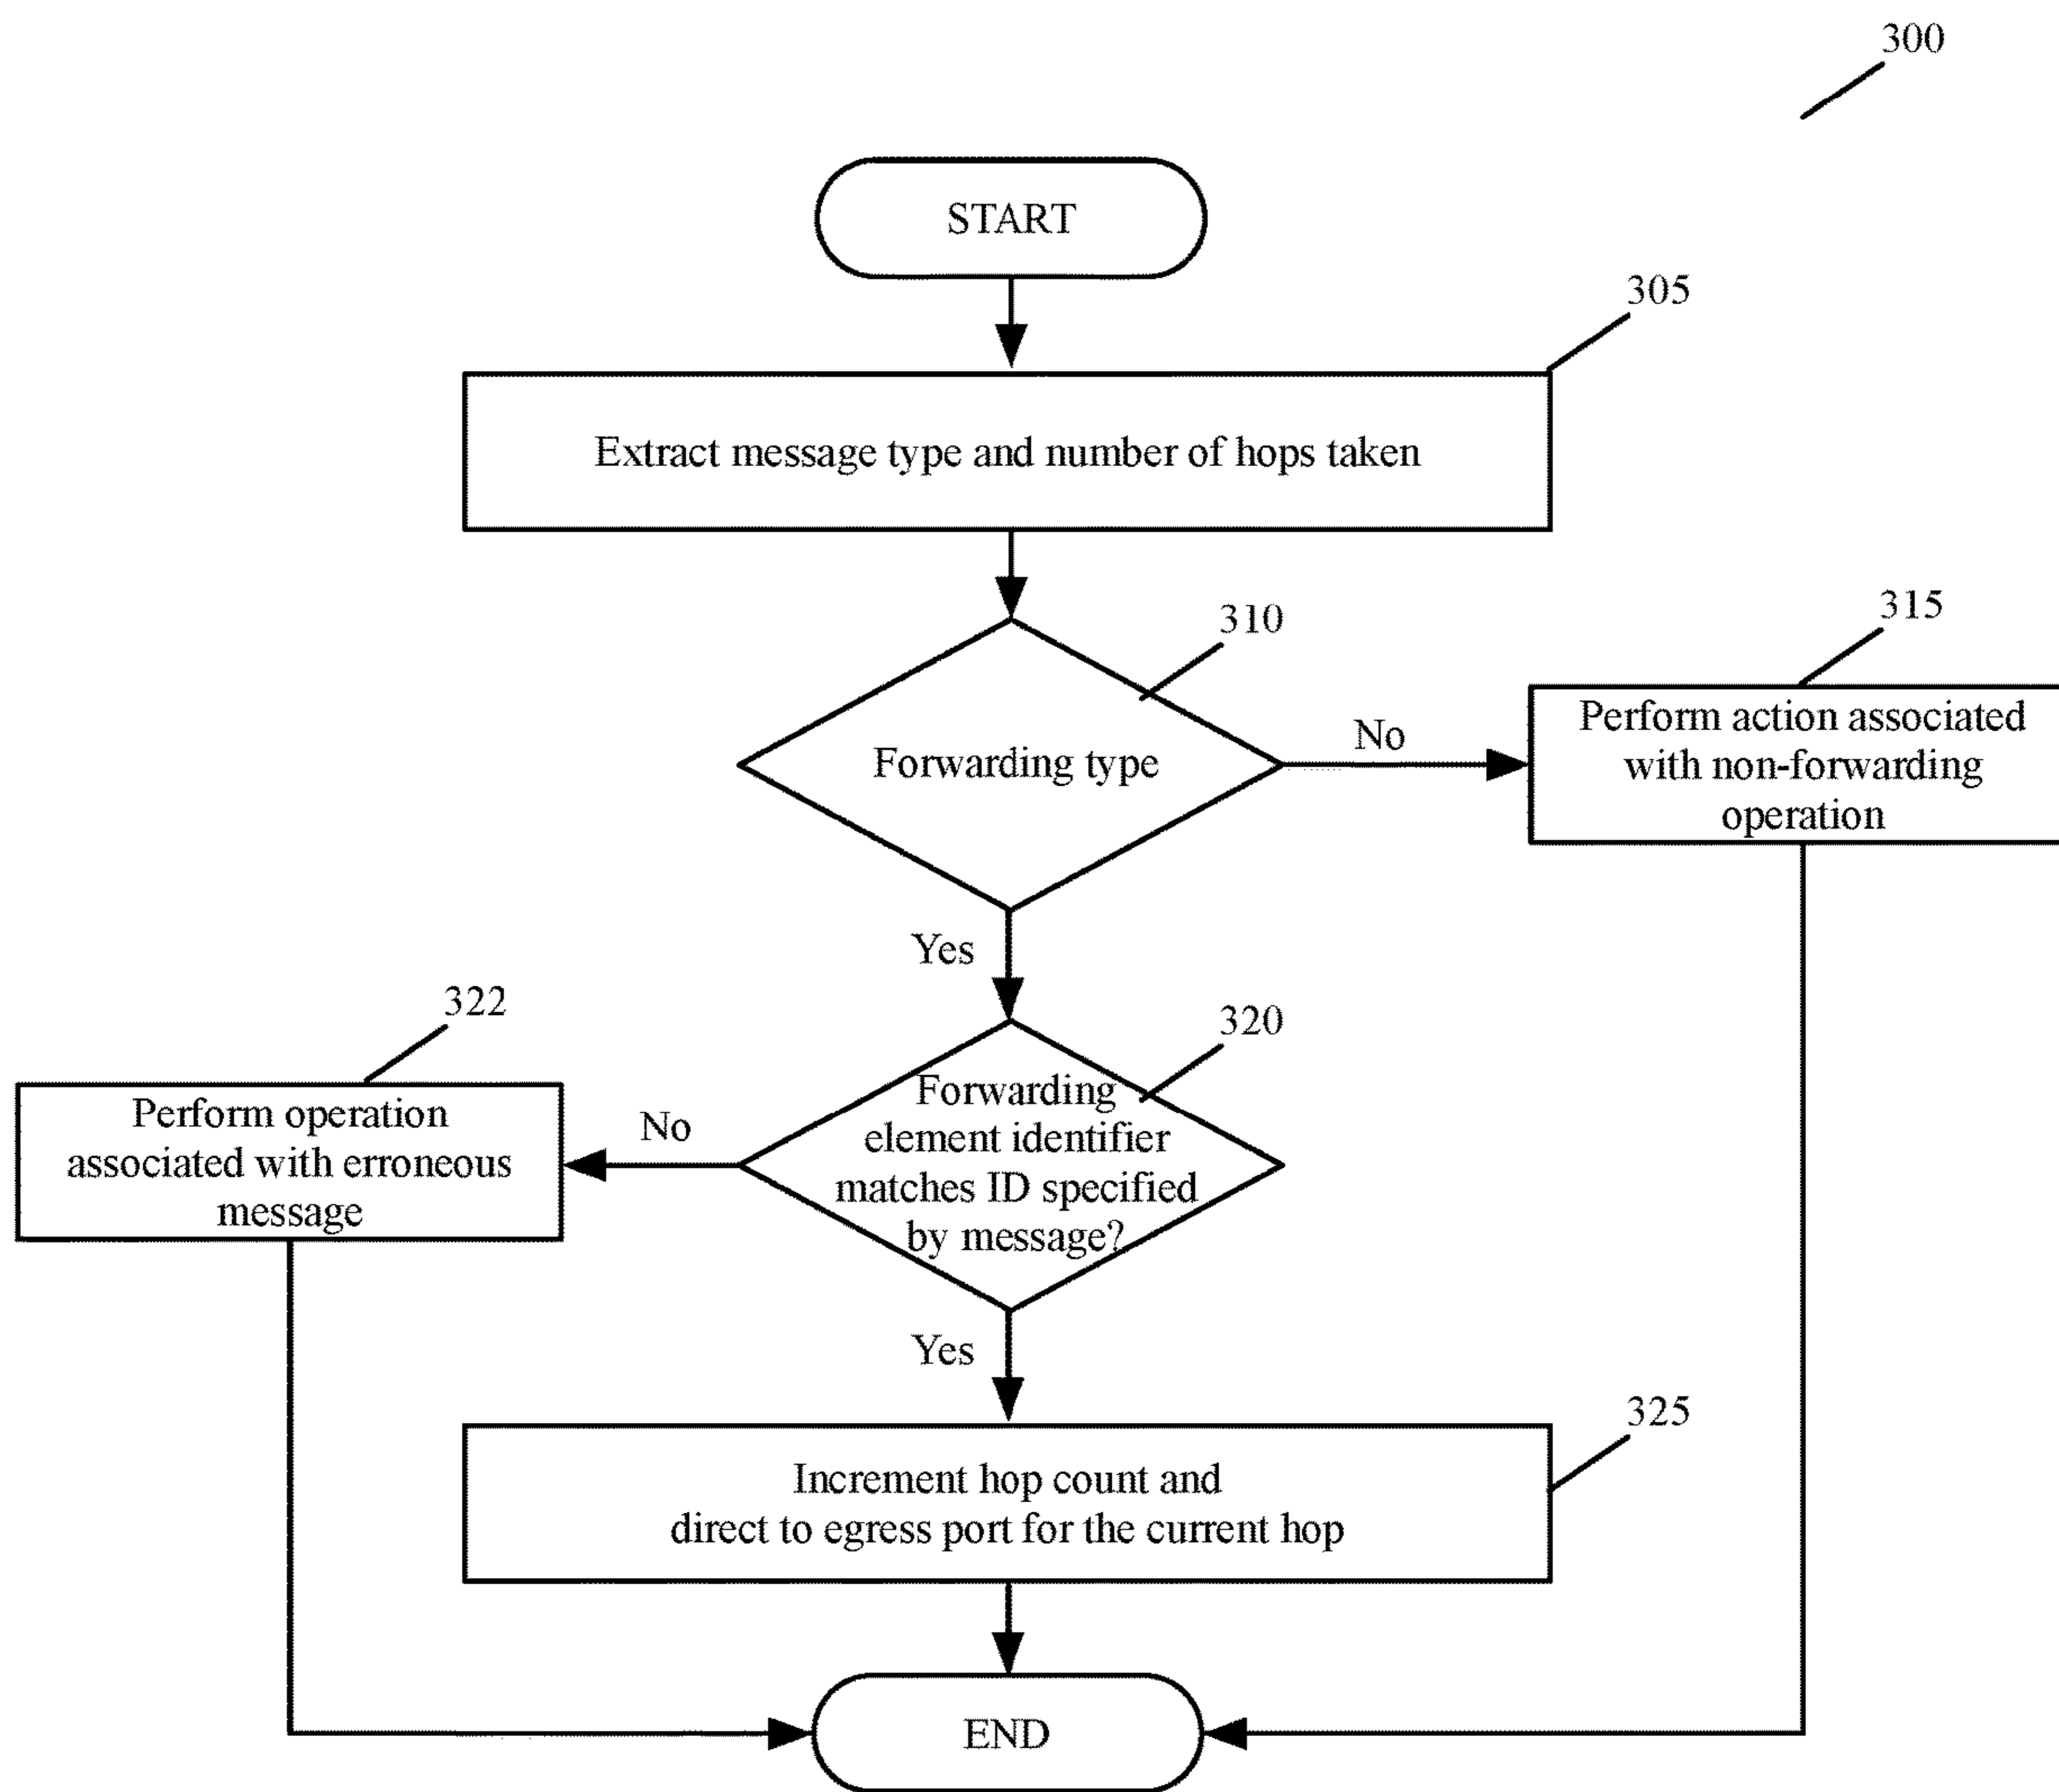 300
START
305
Extract message type and number of hops taken
310
315
Forwarding type
No
Perform action associated
with non-forwarding
operation
Yes
322
320
Perform operation
associated with erroneous
message
No
Forwarding
element identifier
matches ID specified
by message?
Yes
325
Increment hop count and
direct to egress port for the current hop
END